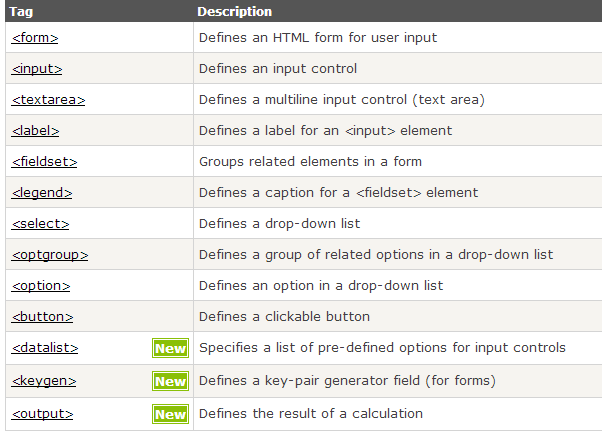 Tag Description
<form> Defines an HTML form for user input
<input> Defines an input control
<textarea> Defines a multiline input control (text area)
<label> Defines a label for an <input> element
<fieldset> Groups related elements in a form
<legend> Defines a caption for a <fieldset> element
<select> Defines a drop-down list
<optgroup> Defines a group of related options in a drop-down list
<option> Defines an option in a drop-down list
<button> Defines a clickable button
<datalist> New Specifies a list of pre-defined options for input controls
<keygen> New Defines a key-pair generator field (for forms)
<output> New Defines the result of a calculation